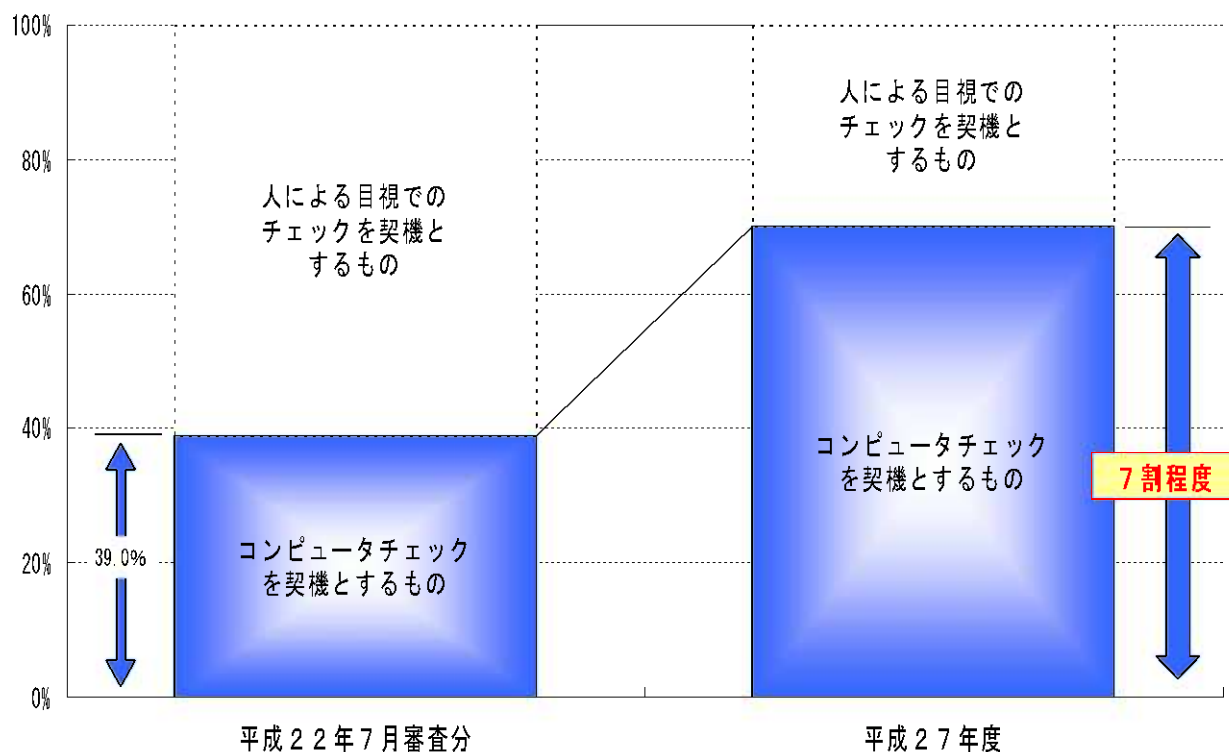 100%
80%
60%
40%
20%
0%
人による目視での
チェックを契機と
するもの
人による目視での
チェックを契機と
するもの
39.0%
コンピュータチェック
を契機とするもの
コンピュータチェック
を契機とするもの
７割程度
平成２２年７月審査分
平成２７年度